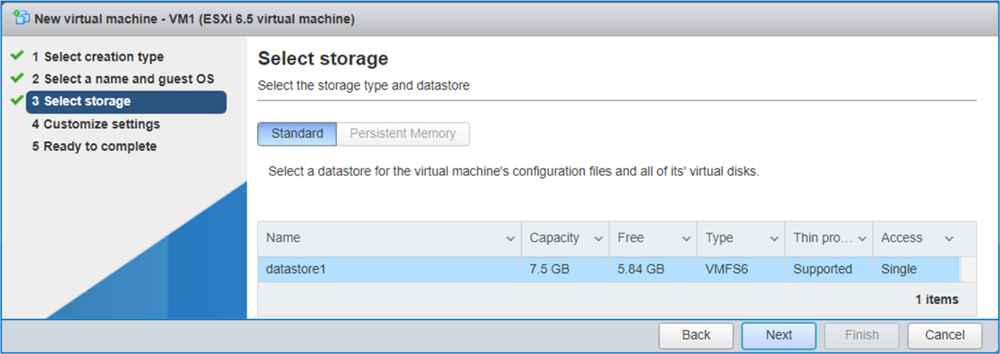 New virtual machine - VM1 (ESXi 6.5 virtual machine)
1 Select creation type
2 Select a name and guest OS
3 Select storage
4 Customize settings
5 Ready to complete
Select storage
Select the storage type and datastore
Standard Persistent Memory
Select a datastore for the virtual machine's configuration files and all of its' virtual disks.
Name Capacity Free Type Thin pro... Access
datastore1 7.5 GB 5.84 GB VMFS6 Supported Single
1 items
Back Next Finish Cancel